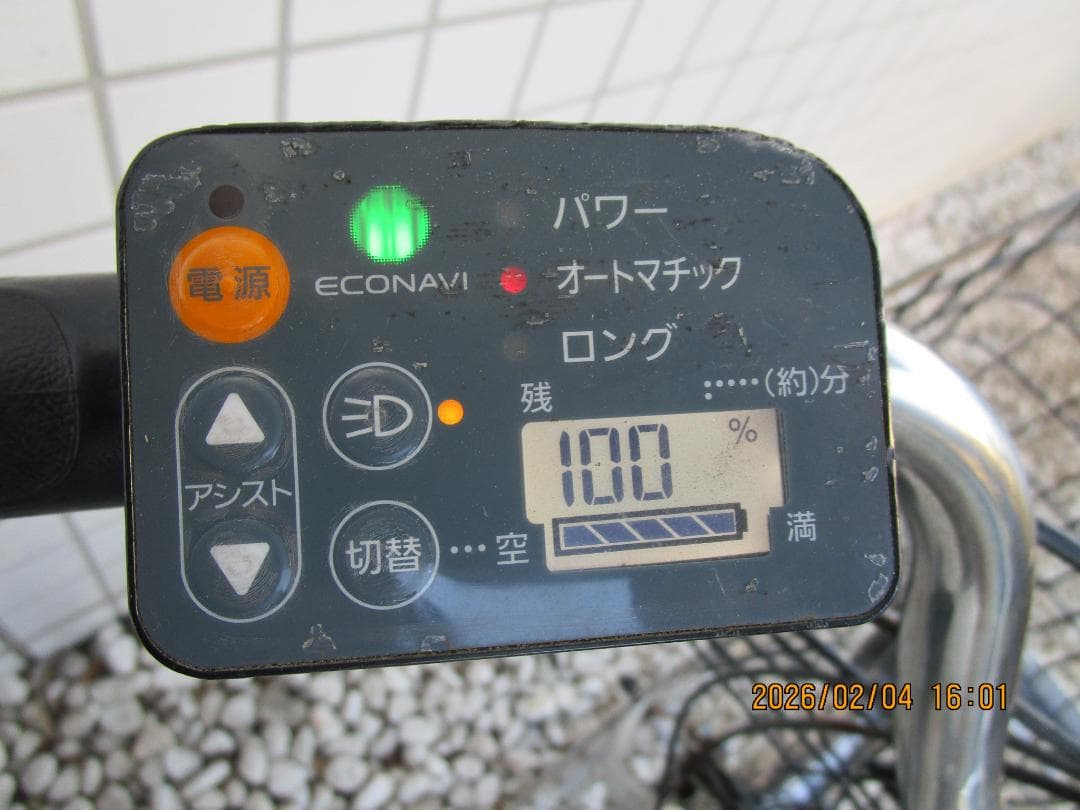 電源
ECONAVI
パワー
オートマチック
ロング
アシスト
切替
残
(約)分
100 %
空
満
2026/02/04 16:01